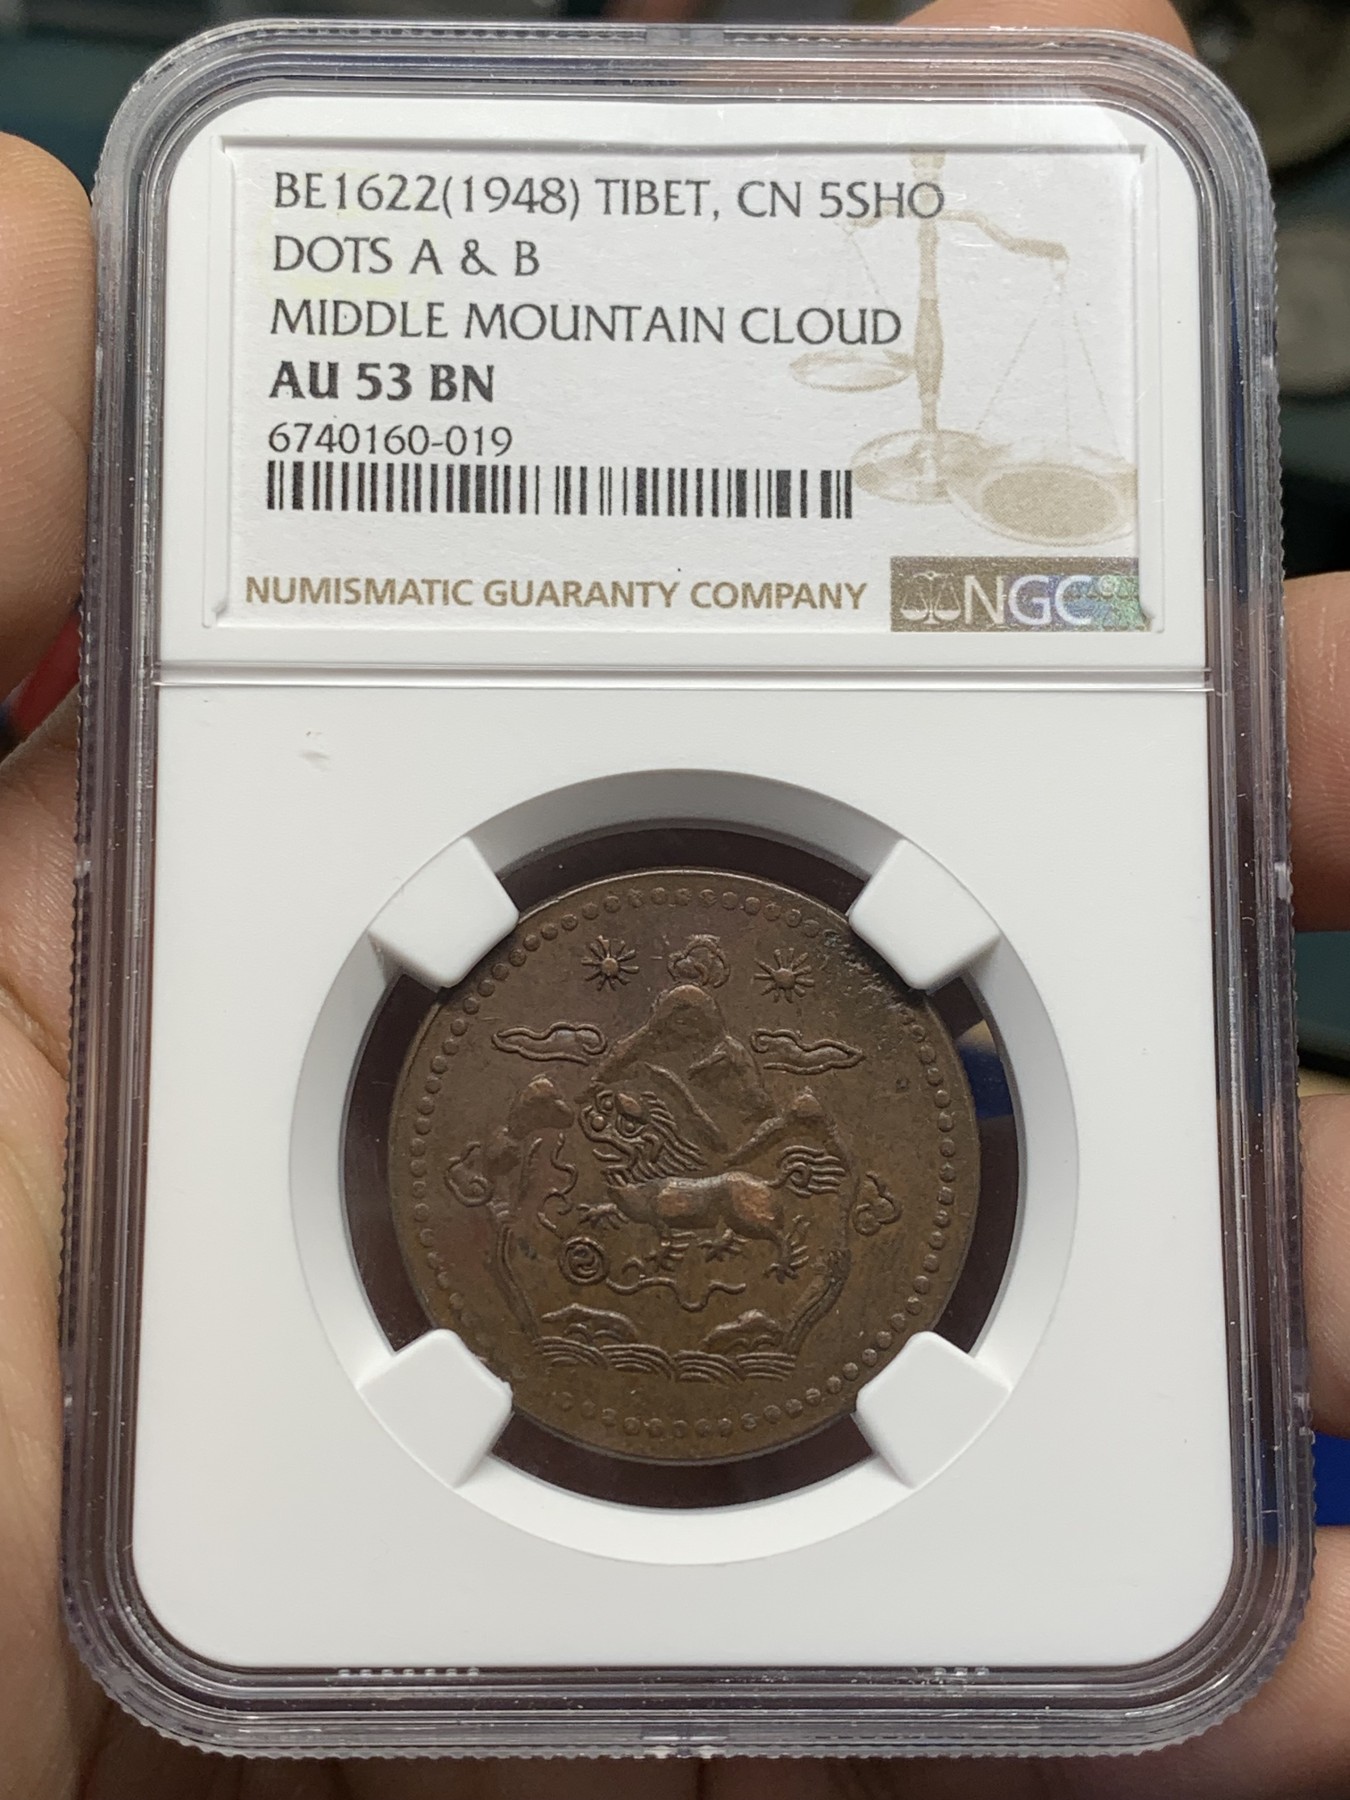 BE1622(1948) TIBET, CN 5SHO
DOTS A & B
MIDDLE MOUNTAIN CLOUD
AU 53 BN
6740160-019
NUMISMATIC GUARANTY COMPANY
NGC